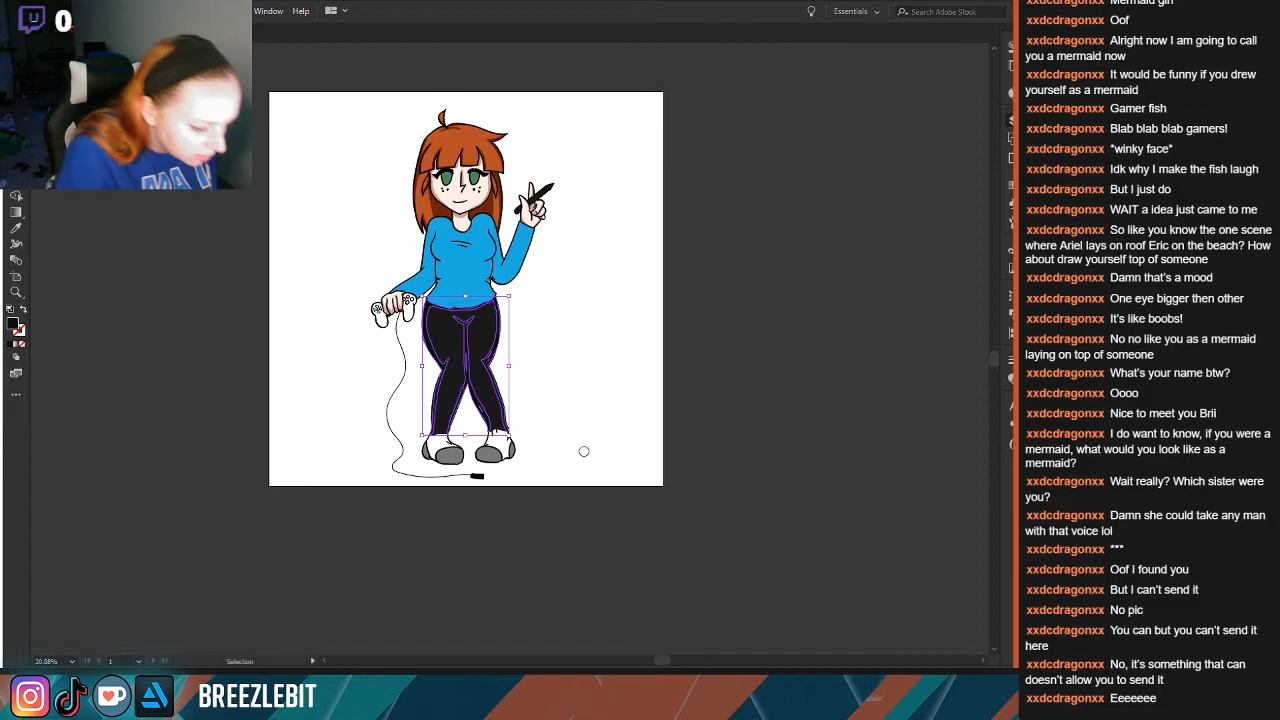 0
Window Help
Essentials
Search Adobe Stock
Mermaid girl
xxdcdragonxx Oof
xxdcdragonxx Alright now I am going to call
you a mermaid now
xxdcdragonxx It would be funny if you drew
yourself as a mermaid
xxdcdragonxx Gamer fish
xxdcdragonxx Blab blab blab gamers!
xxdcdragonxx *winky face*
xxdcdragonxx Idk why I make the fish laugh
xxdcdragonxx But I just do
xxdcdragonxx WAIT a idea just came to me
xxdcdragonxx So like you know the one scene
where Ariel lays on roof Eric on the beach? How
about draw yourself top of someone
xxdcdragonxx Damn that's a mood
xxdcdragonxx One eye bigger then other
xxdcdragonxx It's like boobs!
xxdcdragonxx No no like you as a mermaid
laying on top of someone
xxdcdragonxx What's your name btw?
xxdcdragonxx Oooo
xxdcdragonxx Nice to meet you Brii
xxdcdragonxx I do want to know, if you were a
mermaid, what would you look like as a
mermaid?
xxdcdragonxx Wait really? Which sister were
you?
xxdcdragonxx Damn she could take any man
with that voice lol
xxdcdragonxx ***
xxdcdragonxx Oof I found you
xxdcdragonxx But I can't send it
xxdcdragonxx No pic
xxdcdragonxx You can but you can't send it
here
xxdcdragonxx No, it's something that can
doesn't allow you to send it
xxdcdragonxx Eeeeeee
20.88%
1
Selection
BREEZLEBIT